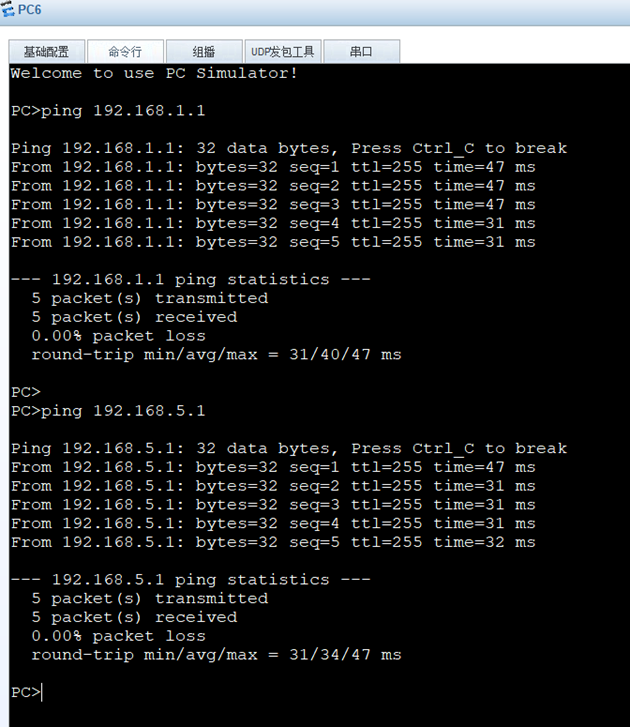 PC6
基础配置 命令行 组播 UDP发包工具 串口
Welcome to use PC Simulator!
PC>ping 192.168.1.1
Ping 192.168.1.1: 32 data bytes, Press Ctrl_C to break
From 192.168.1.1: bytes=32 seq=1 ttl=255 time=47 ms
From 192.168.1.1: bytes=32 seq=2 ttl=255 time=47 ms
From 192.168.1.1: bytes=32 seq=3 ttl=255 time=47 ms
From 192.168.1.1: bytes=32 seq=4 ttl=255 time=31 ms
From 192.168.1.1: bytes=32 seq=5 ttl=255 time=31 ms
--- 192.168.1.1 ping statistics ---
5 packet(s) transmitted
5 packet(s) received
0.00% packet loss
round-trip min/avg/max = 31/40/47 ms
PC>
PC>ping 192.168.5.1
Ping 192.168.5.1: 32 data bytes, Press Ctrl_C to break
From 192.168.5.1: bytes=32 seq=1 ttl=255 time=47 ms
From 192.168.5.1: bytes=32 seq=2 ttl=255 time=31 ms
From 192.168.5.1: bytes=32 seq=3 ttl=255 time=31 ms
From 192.168.5.1: bytes=32 seq=4 ttl=255 time=31 ms
From 192.168.5.1: bytes=32 seq=5 ttl=255 time=32 ms
--- 192.168.5.1 ping statistics ---
5 packet(s) transmitted
5 packet(s) received
0.00% packet loss
round-trip min/avg/max = 31/34/47 ms
PC>